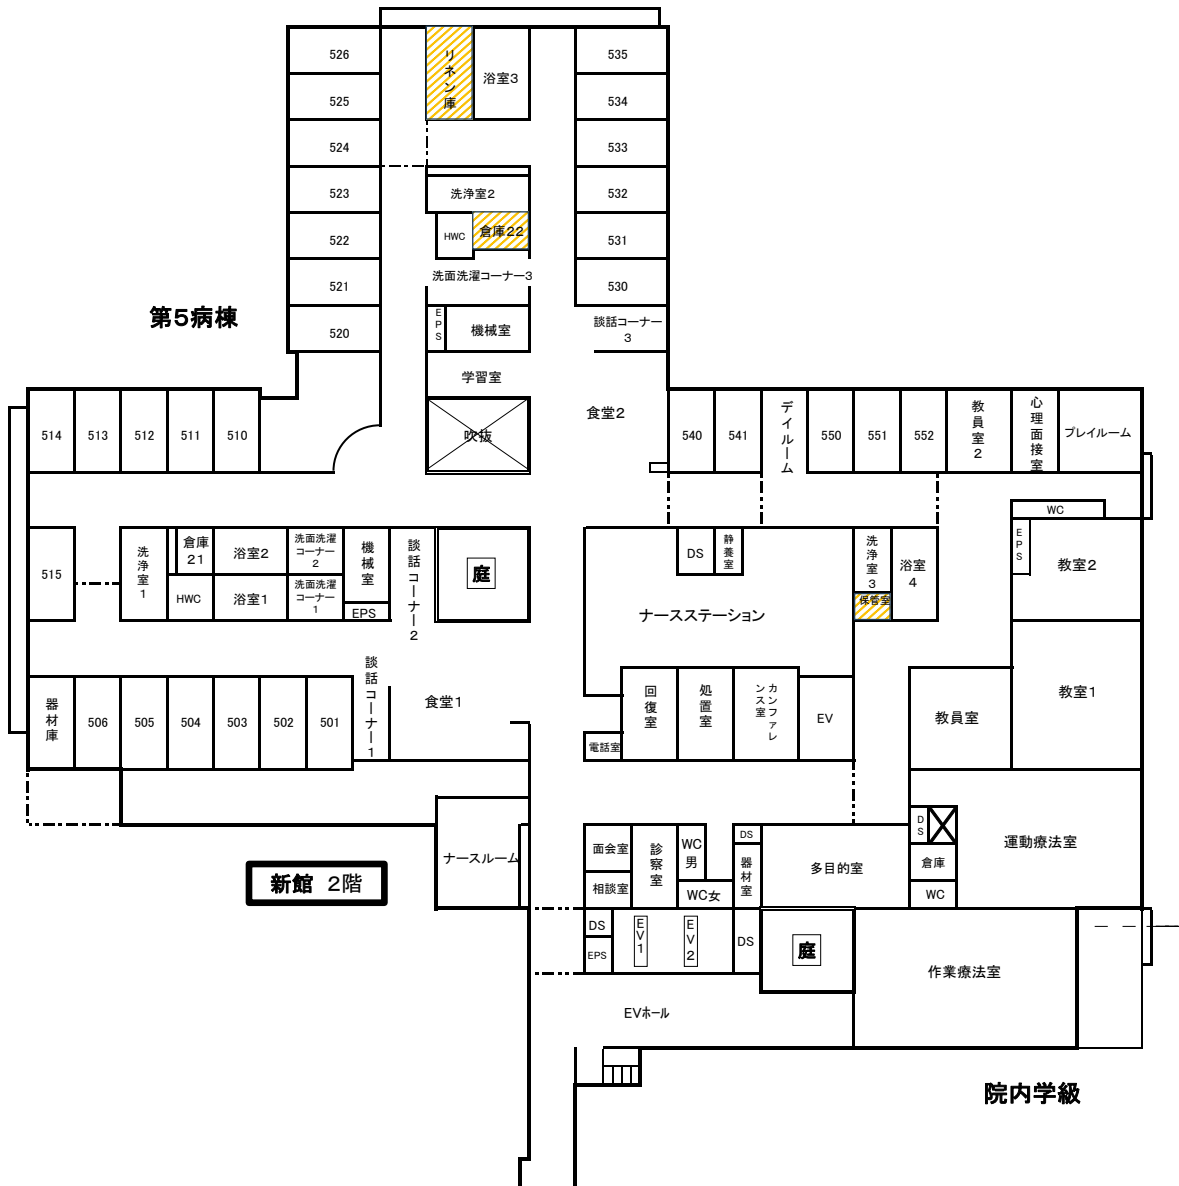 526
リネン庫
浴室3
535
525
534
524
533
523
洗浄室2
532
522
HWC
倉庫22
531
521
洗面洗濯コーナー3
530
第5病棟
520
EPS
機械室
談話コーナー
3
学習室
514
513
512
511
510
吹抜
食堂2
540
541
デイルーム
550
551
552
教員室2
心理面接室
プレイルーム
WC
515
洗浄室1
倉庫
21
浴室2
洗面洗濯
コーナー
2
機械室
談話コーナー2
庭
DS
静養室
洗浄室3
浴室4
EPS
教室2
HWC
浴室1
洗面洗濯
コーナー
1
EPS
ナースステーション
保管室
器材庫
506
505
504
503
502
501
談話コーナー1
食堂1
回復室
処置室
カンファレ
ンス室
EV
教員室
教室1
電話室
ナースルーム
面会室
診察室
WC
男
DS
器材室
多目的室
DS
運動療法室
新館 2階
相談室
WC女
倉庫
WC
DS
EV1
EV2
DS
庭
EPS
作業療法室
EVホール
院内学級